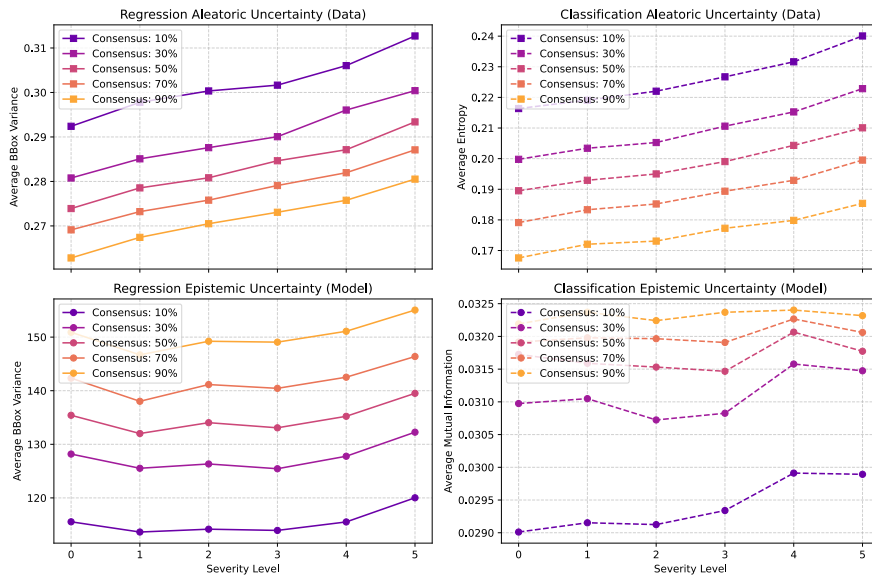 Regression Aleatoric Uncertainty (Data)
Average BBox Variance
0.31
0.30
0.29
0.28
0.27
Consensus: 10%
Consensus: 30%
Consensus: 50%
Consensus: 70%
Consensus: 90%
Classification Aleatoric Uncertainty (Data)
Average Entropy
0.24
0.23
0.22
0.21
0.20
0.19
0.18
0.17
Consensus: 10%
Consensus: 30%
Consensus: 50%
Consensus: 70%
Consensus: 90%
Regression Epistemic Uncertainty (Model)
Average BBox Variance
150
140
130
120
Consensus: 10%
Consensus: 30%
Consensus: 50%
Consensus: 70%
Consensus: 90%
0
1
2
3
4
5
Severity Level
Classification Epistemic Uncertainty (Model)
Average Mutual Information
0.0325
0.0320
0.0315
0.0310
0.0305
0.0300
0.0295
0.0290
Consensus: 10%
Consensus: 30%
Consensus: 50%
Consensus: 70%
Consensus: 90%
0
1
2
3
4
5
Severity Level